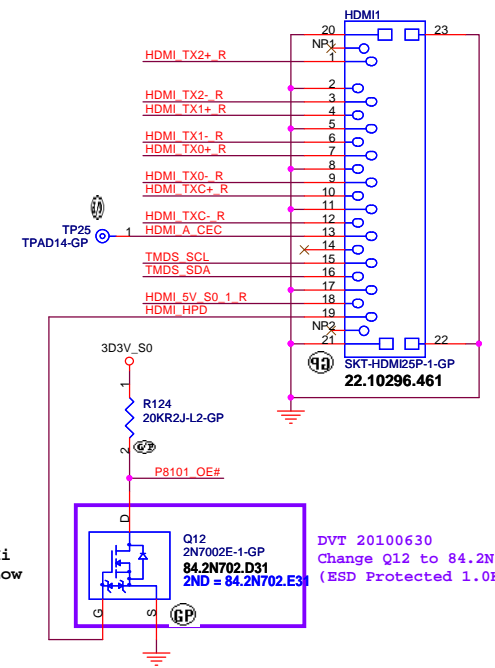 HDMI1
20
23
NP1
HDMI_TX2+_R
1
2
HDMI_TX2-_R
3
HDMI_TX1+_R
4
5
HDMI_TX1-_R
6
HDMI_TX0+_R
7
8
HDMI_TX0-_R
9
HDMI_TXC+_R
10
11
HDMI_TXC-_R
12
TP25
1
HDMI_A_CEC
13
TPAD14-GP
14
TMDS_SCL
15
TMDS_SDA
16
17
HDMI_5V_S0_1_R
18
HDMI_HPD
19
NP2
21
22
SKT-HDMI25P-1-GP
22.10296.461
3D3V_S0
1
R124
20KR2J-L2-GP
2
P8101_OE#
D
Q12
2N7002E-1-GP
84.2N702.D31
2ND = 84.2N702.E31
G
S
GP
DVT 20100630
Change Q12 to 84.2N
(ESD Protected 1.0